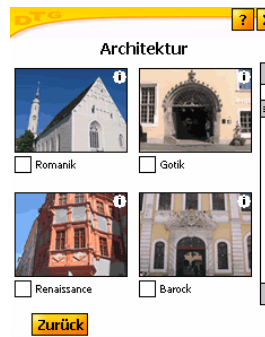 DTG
?
Architektur
i
i
Romanik
Gotik
i
i
Renaissance
Barock
Zurück